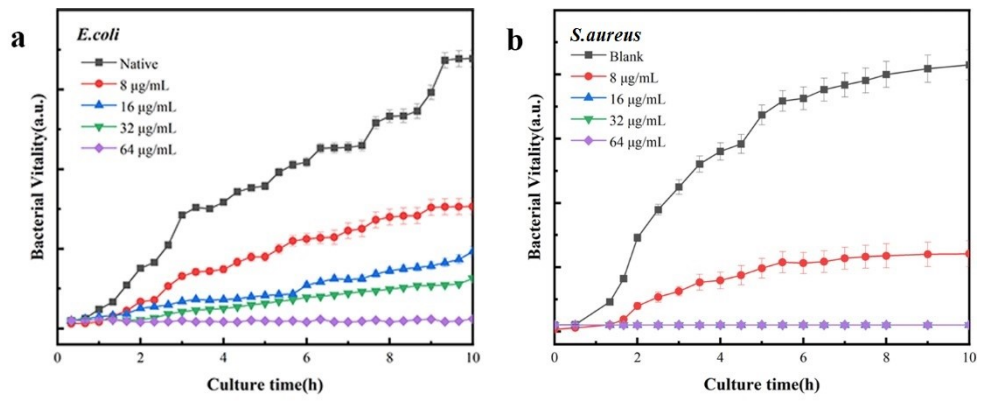 a
E.coli
Native
8 μg/mL
16 μg/mL
32 μg/mL
64 μg/mL
Bacterial Vitality(a.u.)
0 2 4 6 8 10
Culture time(h)
b
S.aureus
Blank
8 μg/mL
16 μg/mL
32 μg/mL
64 μg/mL
Bacterial Vitality(a.u.)
0 2 4 6 8 10
Culture time(h)